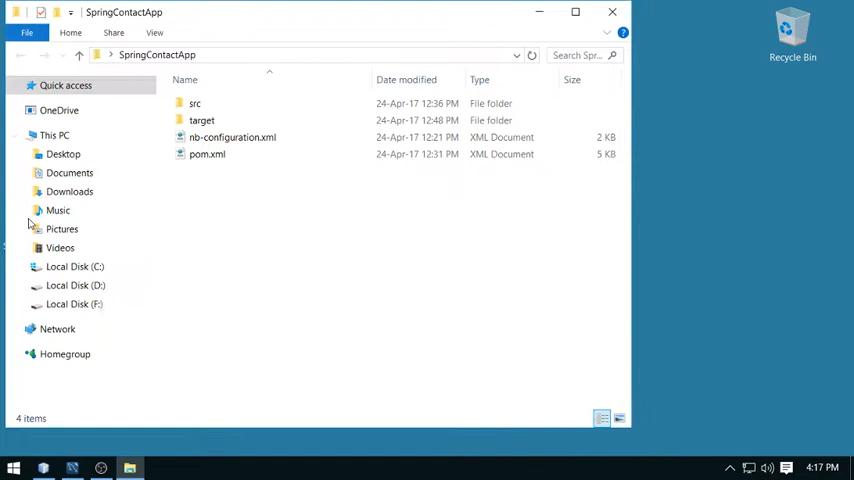 SpringContactApp
File Home Share View
SpringContactApp
Search Spr...
Name Date modified Type Size
Quick access
OneDrive
This PC
Desktop
Documents
Downloads
Music
Pictures
Videos
Local Disk (C:)
Local Disk (D:)
Local Disk (F:)
Network
Homegroup
src 24-Apr-17 12:36 PM File folder
target 24-Apr-17 12:48 PM File folder
nb-configuration.xml 24-Apr-17 12:21 PM XML Document 2 KB
pom.xml 24-Apr-17 12:31 PM XML Document 5 KB
4 items
Recycle Bin
4:17 PM